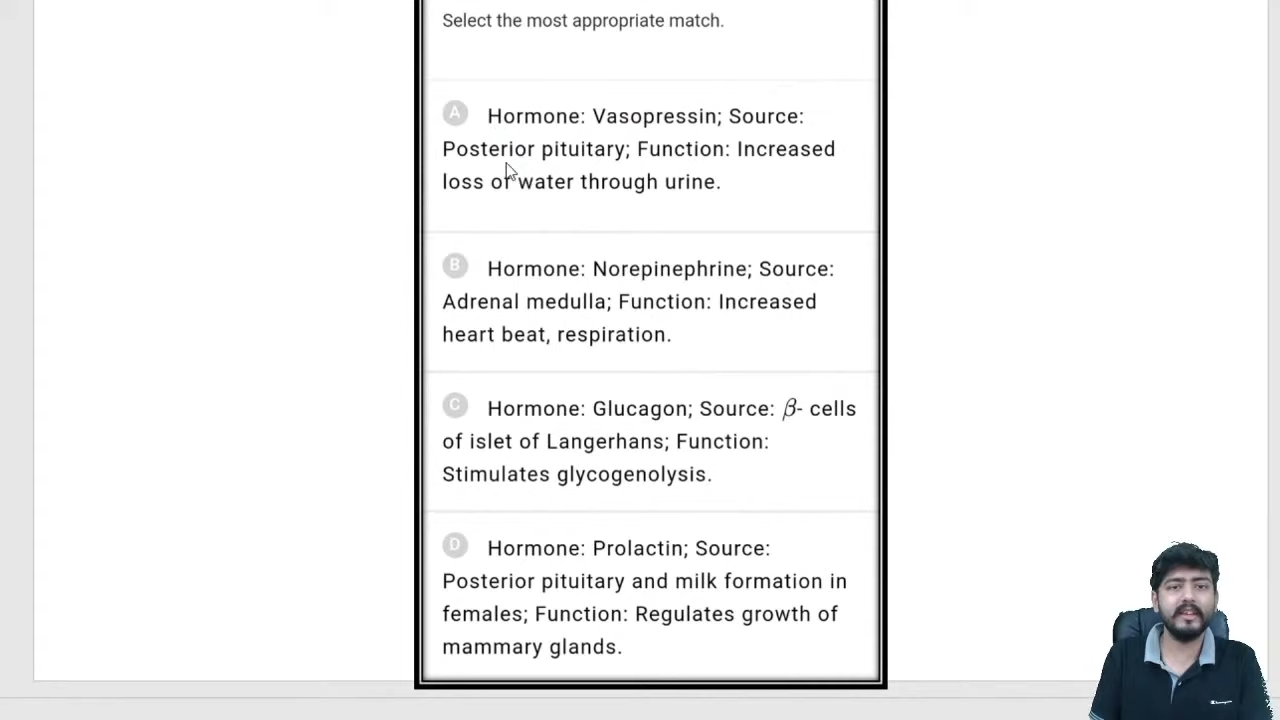 Select the most appropriate match.
A Hormone: Vasopressin; Source:
Posterior pituitary; Function: Increased
loss of water through urine.
B Hormone: Norepinephrine; Source:
Adrenal medulla; Function: Increased
heart beat, respiration.
C Hormone: Glucagon; Source: β- cells
of islet of Langerhans; Function:
Stimulates glycogenolysis.
D Hormone: Prolactin; Source:
Posterior pituitary and milk formation in
females; Function: Regulates growth of
mammary glands.